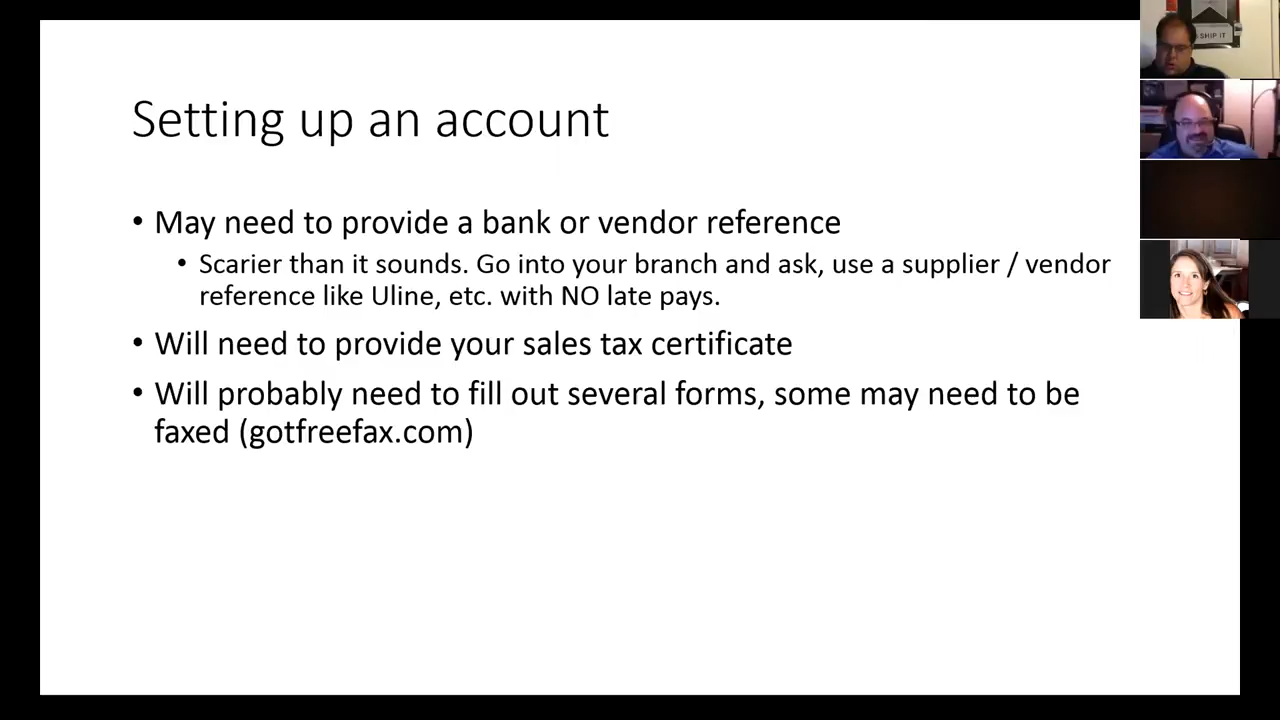 Setting up an account
• May need to provide a bank or vendor reference
• Scarier than it sounds. Go into your branch and ask, use a supplier / vendor
reference like Uline, etc. with NO late pays.
• Will need to provide your sales tax certificate
• Will probably need to fill out several forms, some may need to be
faxed (gotfreefax.com)
SHIP IT